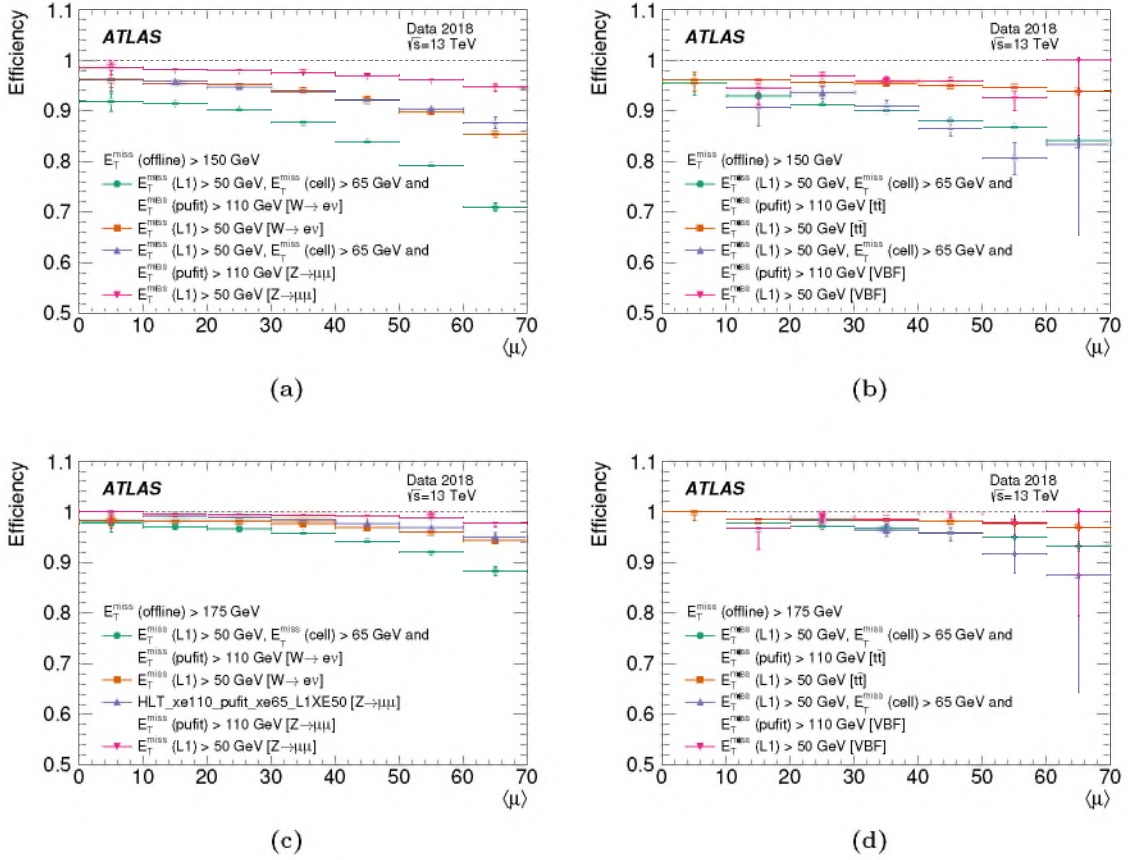 ATLAS
Data 2018
√s=13 TeV
Efficiency
1.1
1
0.9
0.8
0.7
0.6
0.5
E_T^miss (offline) > 150 GeV
E_T^miss (L1) > 50 GeV, E_T^miss (cell) > 65 GeV and
E_T^miss (pufit) > 110 GeV [W→ eν]
E_T^miss (L1) > 50 GeV [W→ eν]
E_T^miss (L1) > 50 GeV, E_T^miss (cell) > 65 GeV and
E_T^miss (pufit) > 110 GeV [Z→μμ]
E_T^miss (L1) > 50 GeV [Z→μμ]
0 10 20 30 40 50 60 70
⟨μ⟩
(a)
ATLAS
Data 2018
√s=13 TeV
Efficiency
1.1
1
0.9
0.8
0.7
0.6
0.5
E_T^miss (offline) > 150 GeV
E_T^miss (L1) > 50 GeV, E_T^miss (cell) > 65 GeV and
E_T^miss (pufit) > 110 GeV [tt̄]
E_T^miss (L1) > 50 GeV [tt̄]
E_T^miss (L1) > 50 GeV, E_T^miss (cell) > 65 GeV and
E_T^miss (pufit) > 110 GeV [VBF]
E_T^miss (L1) > 50 GeV [VBF]
0 10 20 30 40 50 60 70
⟨μ⟩
(b)
ATLAS
Data 2018
√s=13 TeV
Efficiency
1.1
1
0.9
0.8
0.7
0.6
0.5
E_T^miss (offline) > 175 GeV
E_T^miss (L1) > 50 GeV, E_T^miss (cell) > 65 GeV and
E_T^miss (pufit) > 110 GeV [W→ eν]
E_T^miss (L1) > 50 GeV [W→ eν]
HLT_xe110_pufit_xe65_L1XE50 [Z→μμ]
E_T^miss (pufit) > 110 GeV [Z→μμ]
E_T^miss (L1) > 50 GeV [Z→μμ]
0 10 20 30 40 50 60 70
⟨μ⟩
(c)
ATLAS
Data 2018
√s=13 TeV
Efficiency
1.1
1
0.9
0.8
0.7
0.6
0.5
E_T^miss (offline) > 175 GeV
E_T^miss (L1) > 50 GeV, E_T^miss (cell) > 65 GeV and
E_T^miss (pufit) > 110 GeV [tt̄]
E_T^miss (L1) > 50 GeV [tt̄]
E_T^miss (L1) > 50 GeV, E_T^miss (cell) > 65 GeV and
E_T^miss (pufit) > 110 GeV [VBF]
E_T^miss (L1) > 50 GeV [VBF]
0 10 20 30 40 50 60 70
⟨μ⟩
(d)